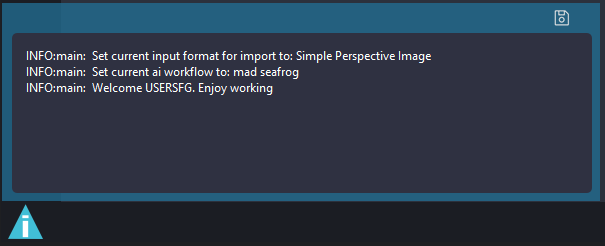 INFO:main: Set current input format for import to: Simple Perspective Image
INFO:main: Set current ai workflow to: mad seafrog
INFO:main: Welcome USERSFG. Enjoy working
i